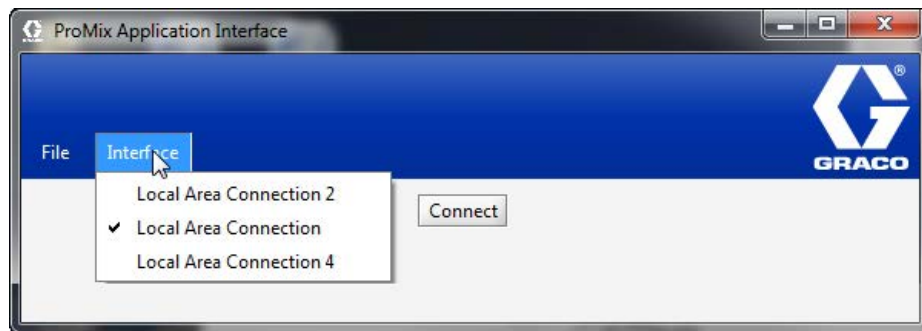 ProMix Application Interface
®
GRACO
File Interface
Local Area Connection 2
Local Area Connection
Local Area Connection 4
Connect